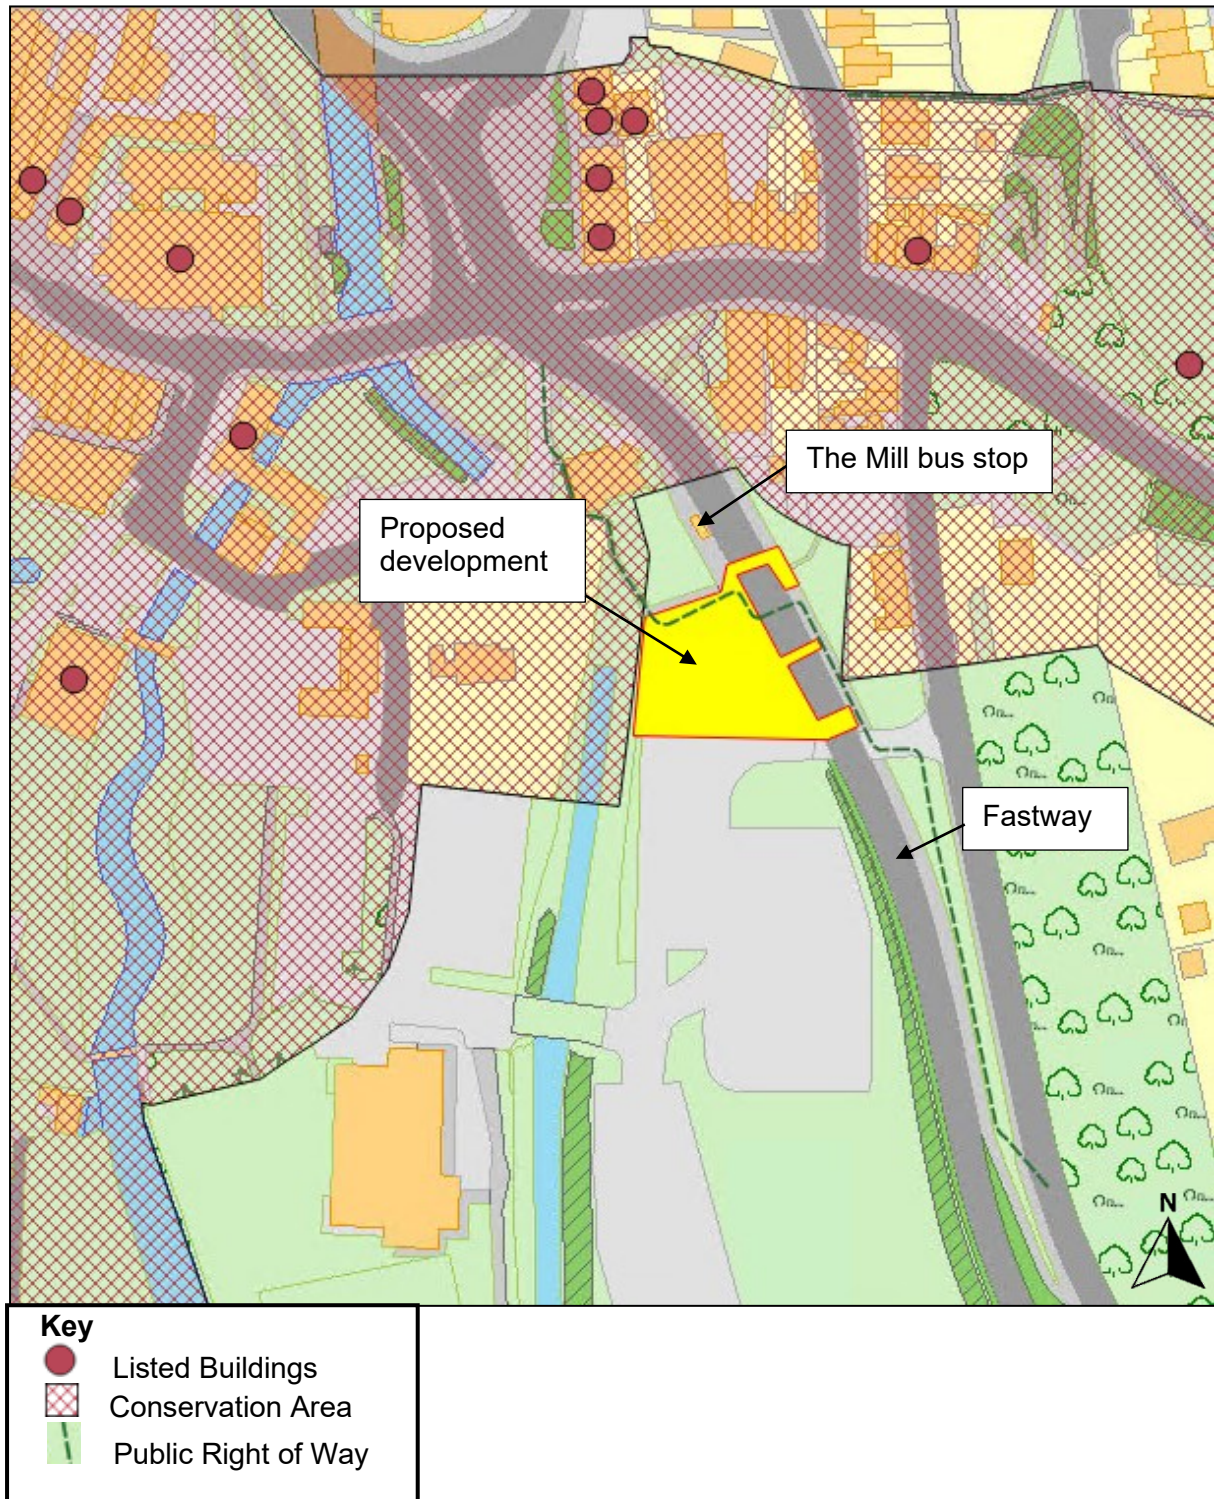 The Mill bus stop
Proposed
development
Fastway
N
Key
Listed Buildings
Conservation Area
Public Right of Way